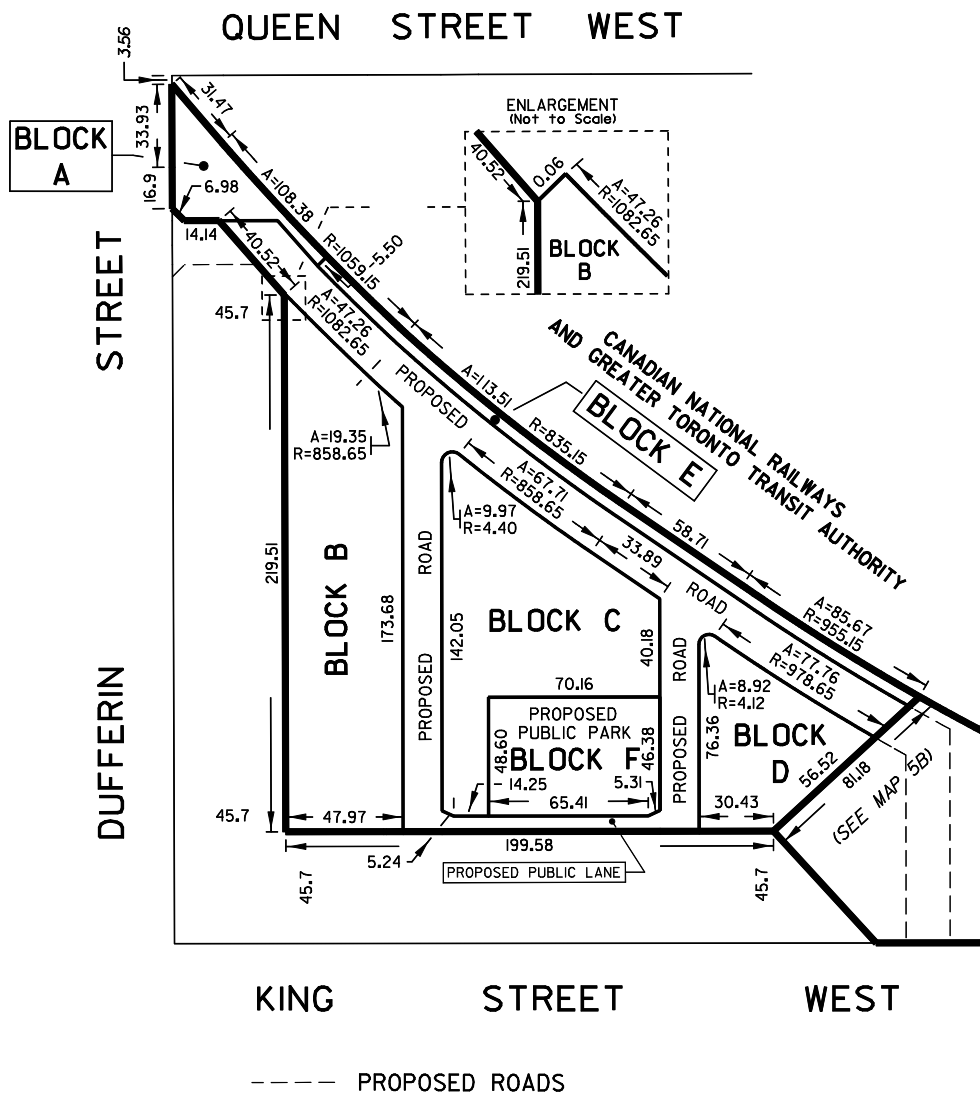 QUEEN STREET WEST
3.56
31.47
33.93
BLOCK
A
16.9
6.98
14.14
A=108.38
R=1059.15
5.50
40.52
ENLARGEMENT
(Not to Scale)
40.52
0.06
A=47.26
R=1082.65
219.51
BLOCK
B
45.7
A=47.26
R=1082.65
PROPOSED
A=113.51
R=835.15
BLOCK E
CANADIAN NATIONAL RAILWAYS
AND GREATER TORONTO TRANSIT AUTHORITY
A=19.35
R=858.65
A=9.97
R=4.40
A=67.71
R=858.65
33.89
58.71
ROAD
A=85.67
R=955.15
A=77.76
R=978.65
219.51
BLOCK B
173.68
PROPOSED ROAD
142.05
BLOCK C
40.18
70.16
PROPOSED
PUBLIC PARK
BLOCK F
48.60
46.38
14.25
5.31
65.41
PROPOSED ROAD
A=8.92
R=4.12
76.36
BLOCK
D
30.43
56.52
81.18
(SEE MAP 5B)
45.7
47.97
199.58
5.24
PROPOSED PUBLIC LANE
45.7
45.7
DUFFERIN STREET
KING STREET WEST
PROPOSED ROADS